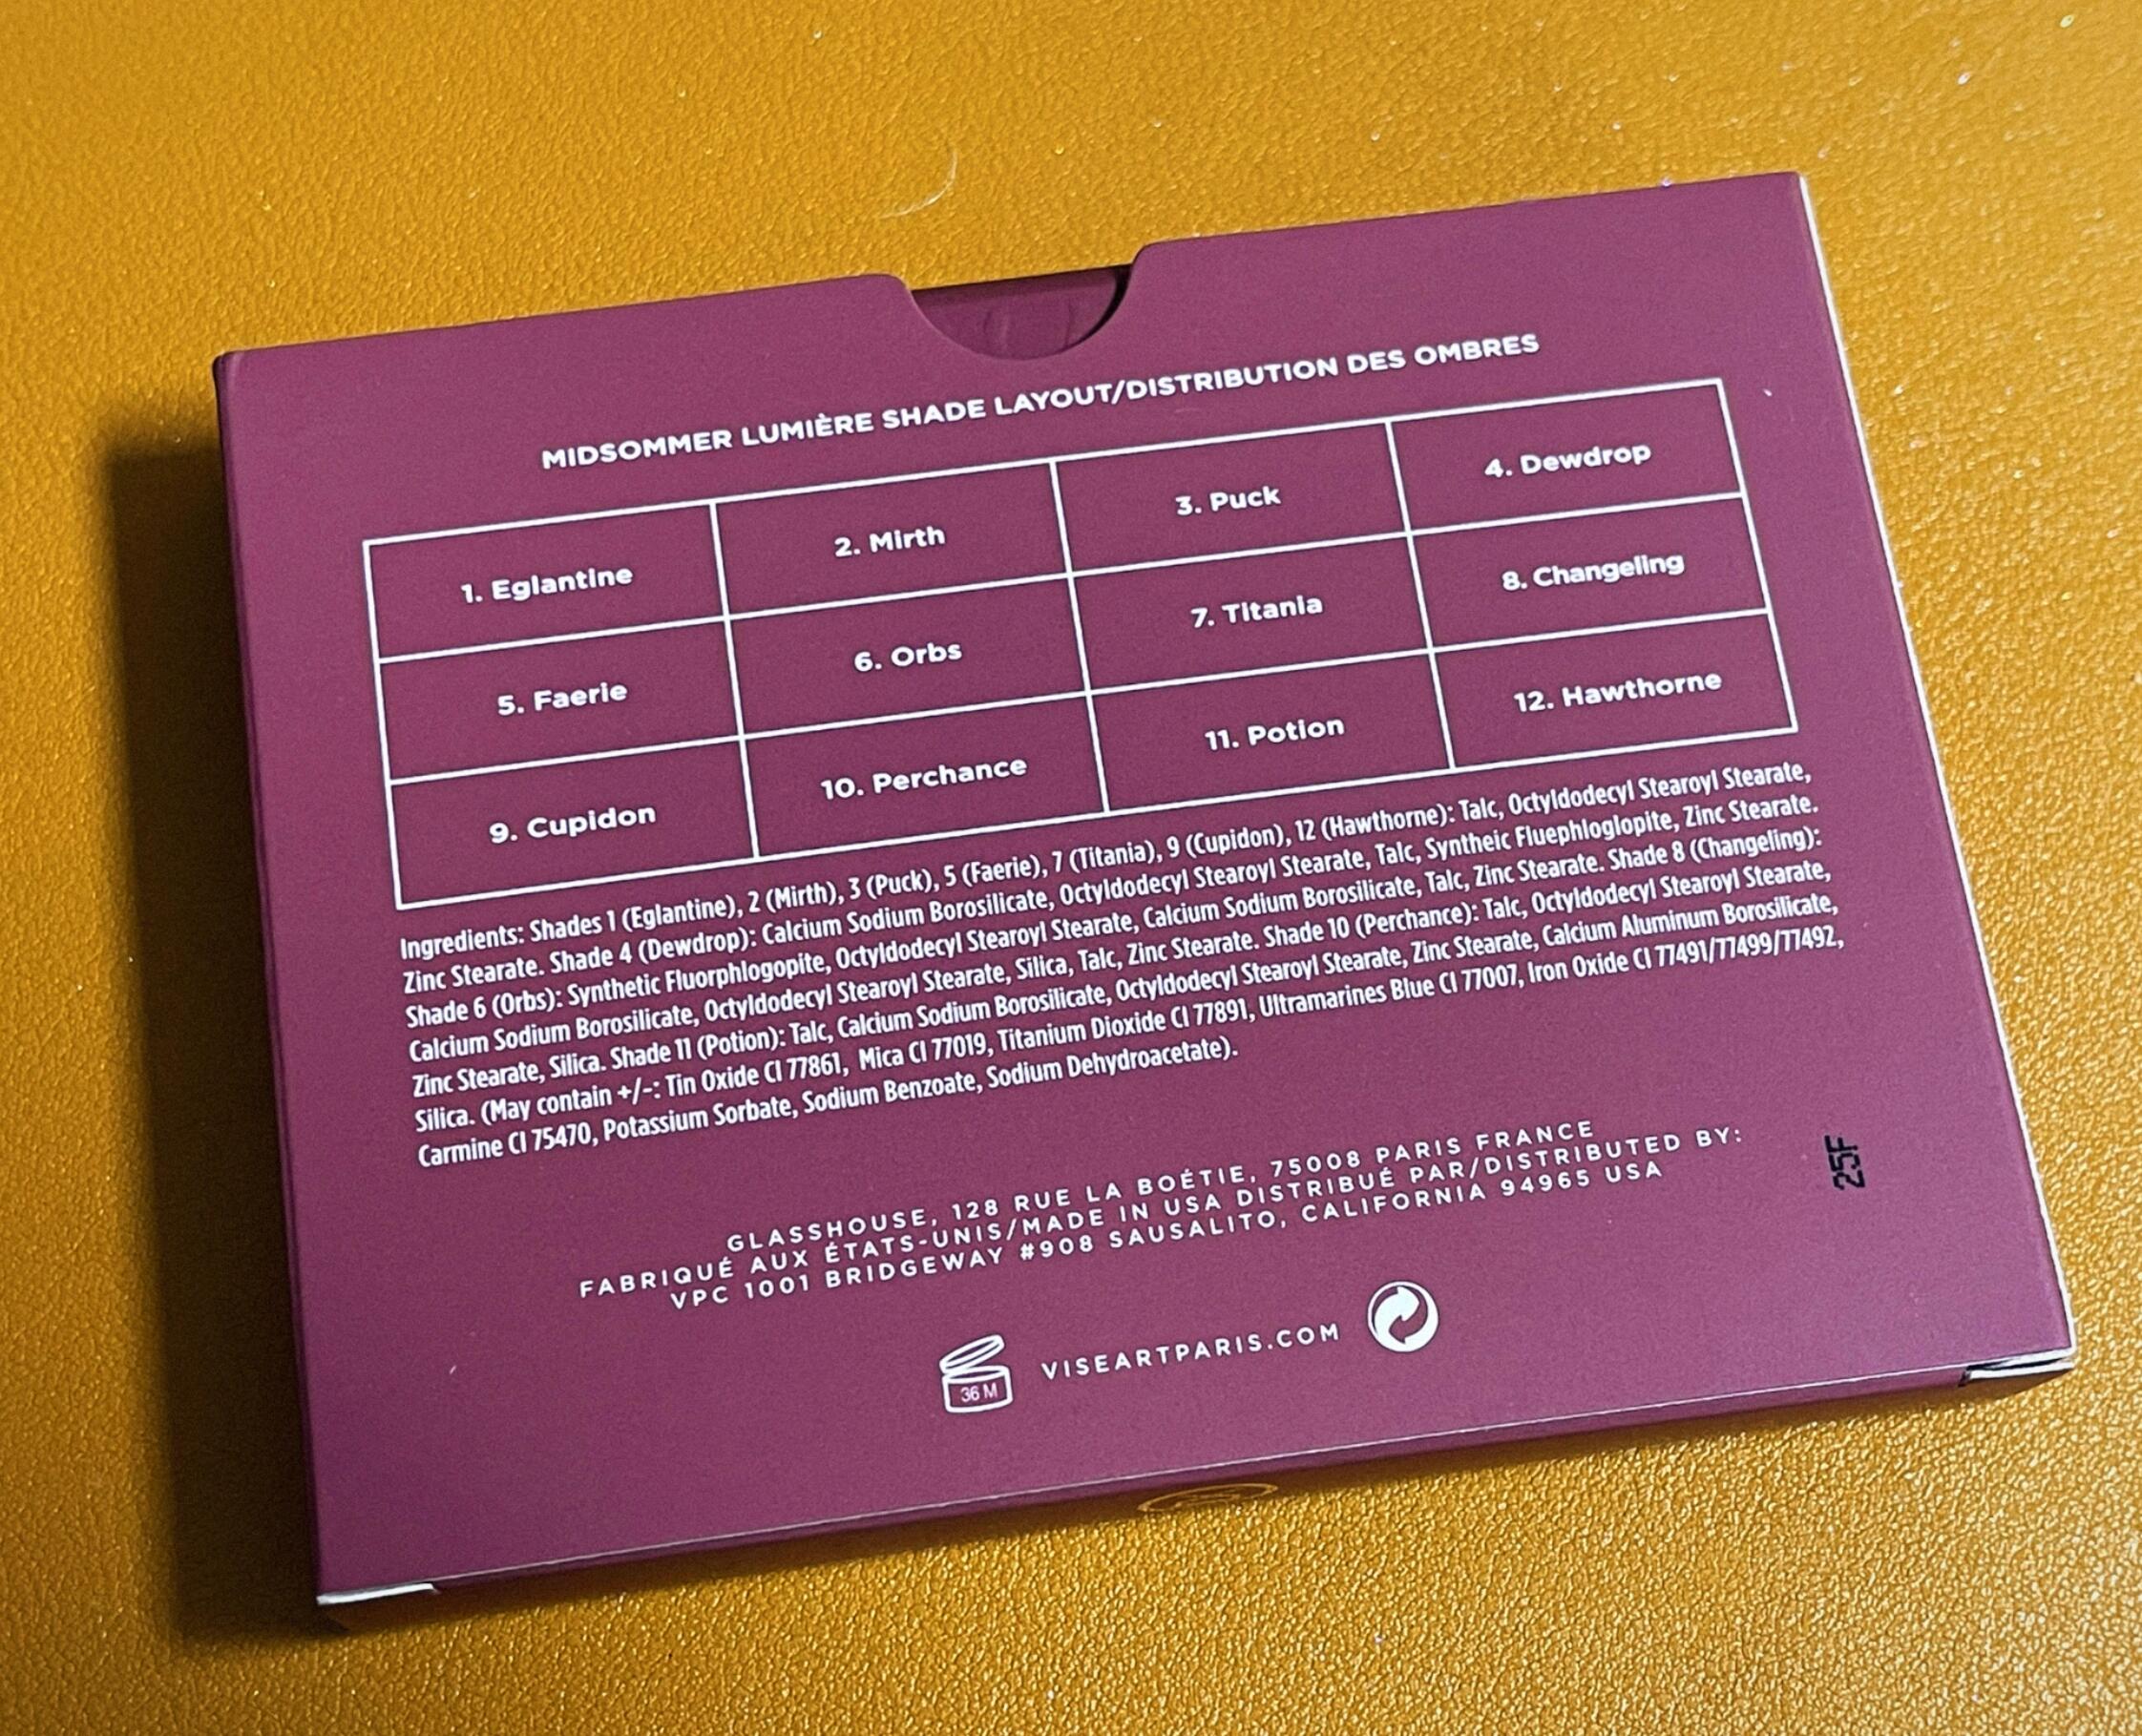 MIDSOMMER LUMIÈRE SHADE LAYOUT/DISTRIBUTION DES OMBRES
1. Eglantine
2. Mirth
3. Puck
4. Dewdrop
5. Faerie
6. Orbs
7. Titania
8. Changeling
9. Cupidon
10. Perchance
11. Potion
12. Hawthorne
Ingredients: Shades 1 (Eglantine), 2 (Mirth), 3 (Puck), 5 (Faerie), 7 (Titania), 9 (Cupidon), 12 (Hawthorne): Talc, Octyldodecyl Stearoyl Stearate,
Zinc Stearate. Shade 4 (Dewdrop): Calcium Sodium Borosilicate, Octyldodecyl Stearoyl Stearate, Talc, Syntheic Fluephloglopite, Zinc Stearate.
Shade 6 (Orbs): Synthetic Fluorphlogopite, Octyldodecyl Stearoyl Stearate, Calcium Sodium Borosilicate, Talc, Zinc Stearate. Shade 8 (Changeling):
Calcium Sodium Borosilicate, Octyldodecyl Stearoyl Stearate, Silica, Talc, Zinc Stearate. Shade 10 (Perchance): Talc, Octyldodecyl Stearoyl Stearate,
Zinc Stearate, Silica. Shade 11 (Potion): Talc, Calcium Sodium Borosilicate, Octyldodecyl Stearoyl Stearate, Zinc Stearate, Calcium Aluminum Borosilicate,
Silica. (May contain +/-: Tin Oxide CI 77861, Mica CI 77019, Titanium Dioxide CI 77891, Ultramarines Blue CI 77007, Iron Oxide CI 77491/77499/77492,
Carmine CI 75470, Potassium Sorbate, Sodium Benzoate, Sodium Dehydroacetate).
GLASSHOUSE, 128 RUE LA BOÉTIE, 75008 PARIS FRANCE
FABRIQUÉ AUX ÉTATS-UNIS/MADE IN USA DISTRIBUÉ PAR/DISTRIBUTED BY:
VPC 1001 BRIDGEWAY #908 SAUSALITO, CALIFORNIA 94965 USA
25F
36 M
VISEARTPARIS.COM